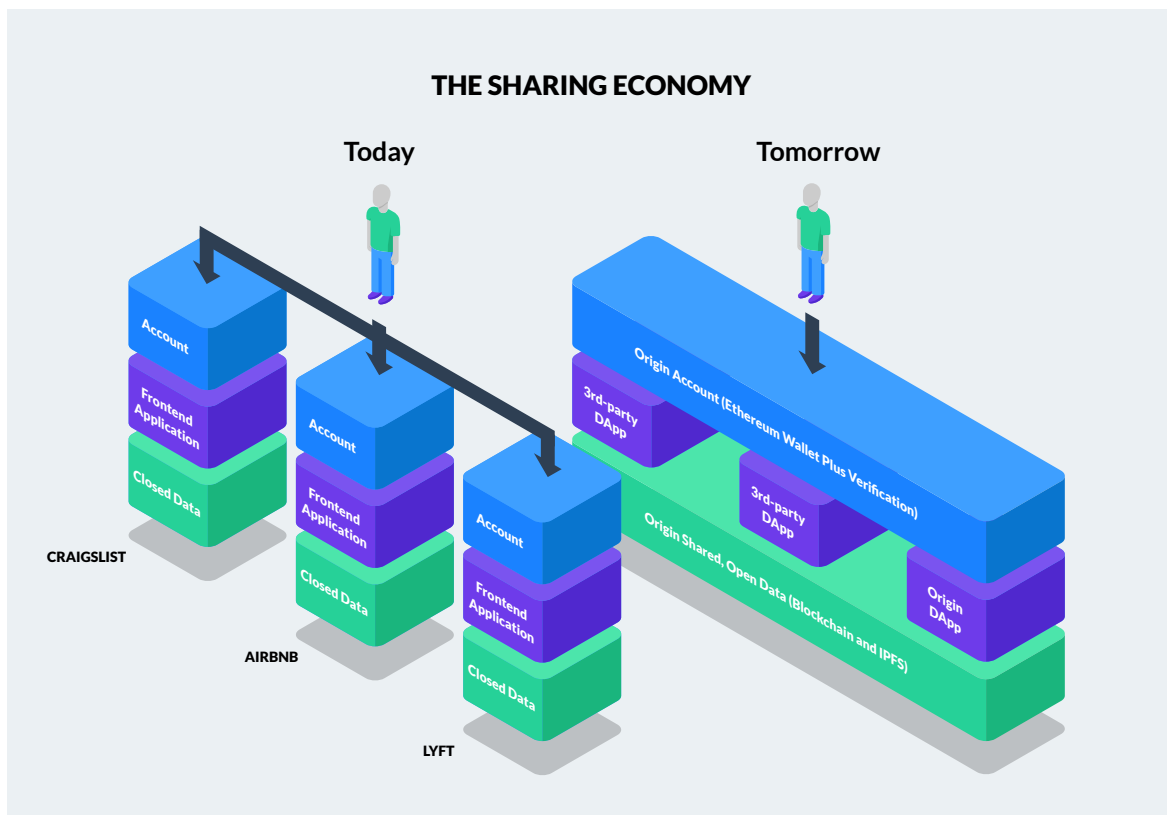 THE SHARING ECONOMY
Today
Tomorrow
Account
Frontend
Application
Closed Data
CRAIGSLIST
Account
Frontend
Application
Closed Data
AIRBNB
Account
Frontend
Application
Closed Data
LYFT
Origin Account (Ethereum Wallet Plus Verification)
3rd-party
DApp
3rd-party
DApp
Origin
DApp
Origin Shared, Open Data (Blockchain and IPFS)